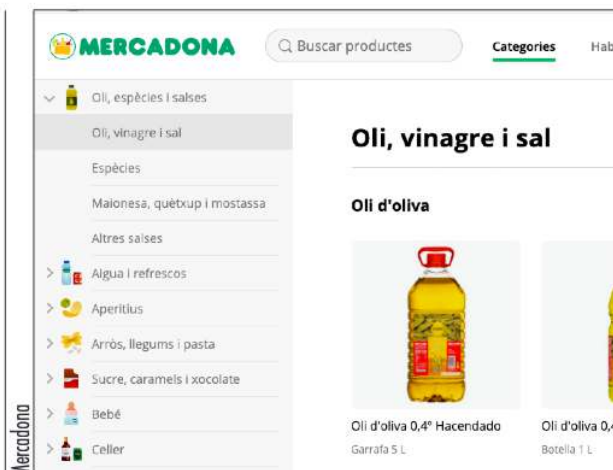 MERCADONA
Buscar productes
Categories
Hab
Oli, espècies i salses
Oli, vinagre i sal
Espècies
Maionesa, quètxup i mostassa
Altres salses
Aigua i refrescos
Aperitius
Arròs, llegums i pasta
Sucre, caramels i xocolate
Bebé
Celler
Oli, vinagre i sal
Oli d'oliva
Oli d'oliva 0,4º Hacendado
Garrafa 5 L
Oli d'oliva 0,4
Botella 1 L
Mercadona